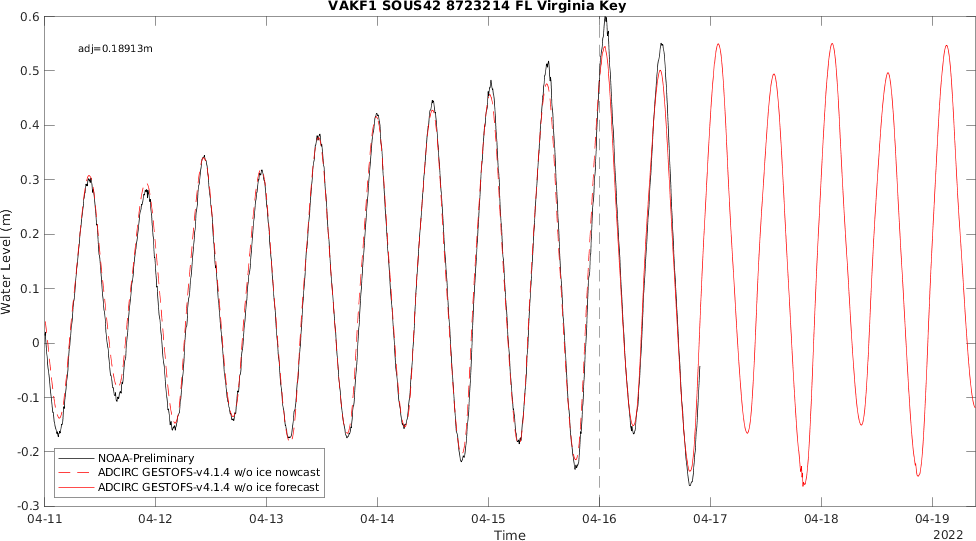 VAKF1 SOUS42 8723214 FL Virginia Key
adj=0.18913m
0.6
0.5
0.4
0.3
0.2
0.1
0
-0.1
-0.2
-0.3
Water Level (m)
NOAA-Preliminary
ADCIRC GESTOFS-v4.1.4 w/o ice nowcast
ADCIRC GESTOFS-v4.1.4 w/o ice forecast
04-11 04-12 04-13 04-14 04-15 04-16 04-17 04-18 04-19
Time
2022